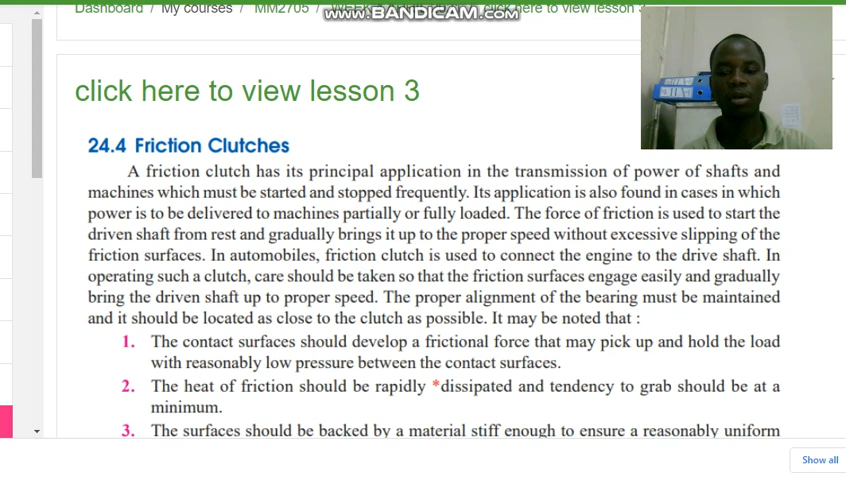 Dashboard / My courses / MM2705 / click here to view lesson 3
www.BANDICAM.com
click here to view lesson 3
24.4 Friction Clutches
A friction clutch has its principal application in the transmission of power of shafts and
machines which must be started and stopped frequently. Its application is also found in cases in which
power is to be delivered to machines partially or fully loaded. The force of friction is used to start the
driven shaft from rest and gradually brings it up to the proper speed without excessive slipping of the
friction surfaces. In automobiles, friction clutch is used to connect the engine to the drive shaft. In
operating such a clutch, care should be taken so that the friction surfaces engage easily and gradually
bring the driven shaft up to proper speed. The proper alignment of the bearing must be maintained
and it should be located as close to the clutch as possible. It may be noted that :
1. The contact surfaces should develop a frictional force that may pick up and hold the load
with reasonably low pressure between the contact surfaces.
2. The heat of friction should be rapidly *dissipated and tendency to grab should be at a
minimum.
3. The surfaces should be backed by a material stiff enough to ensure a reasonably uniform
Show all